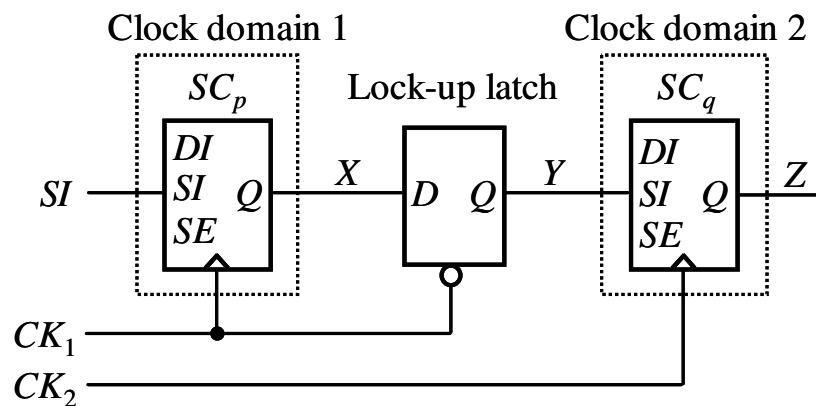 Clock domain 1
Clock domain 2
SCp
Lock-up latch
SCq
DI
SI
SE
Q
SI
X
D
Q
Y
DI
SI
SE
Q
Z
CK1
CK2